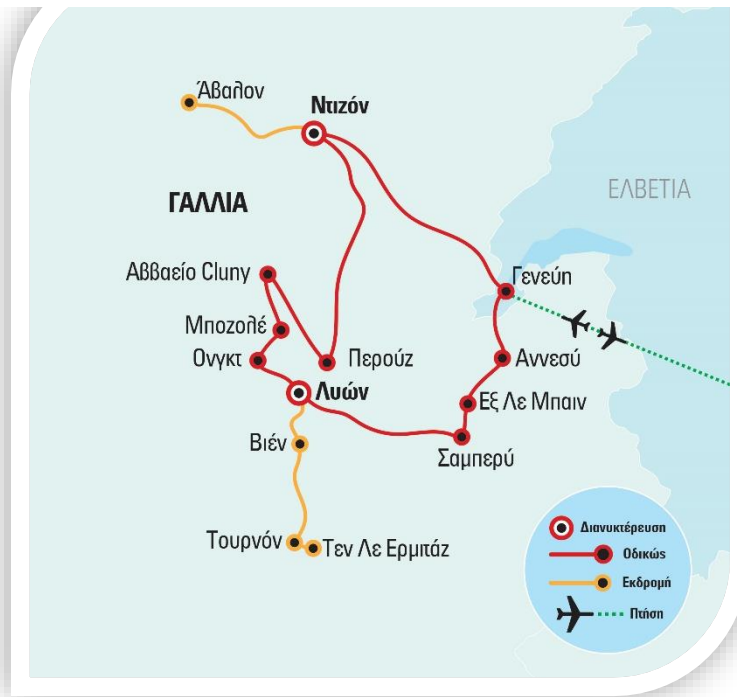 Άβαλον
Ντιζόν
ΓΑΛΛΙΑ
ΕΛΒΕΤΙΑ
Αββαείο Cluny
Γενεύη
Μποζολέ
Ονγκτ
Περούζ
Αννεσύ
Λυών
Εξ Λε Μπαιν
Βιέν
Σαμπερύ
Τουρνόν
Τεν Λε Ερμιτάζ
Διανυκτέρευση
Οδικώς
Εκδρομή
Πτήση